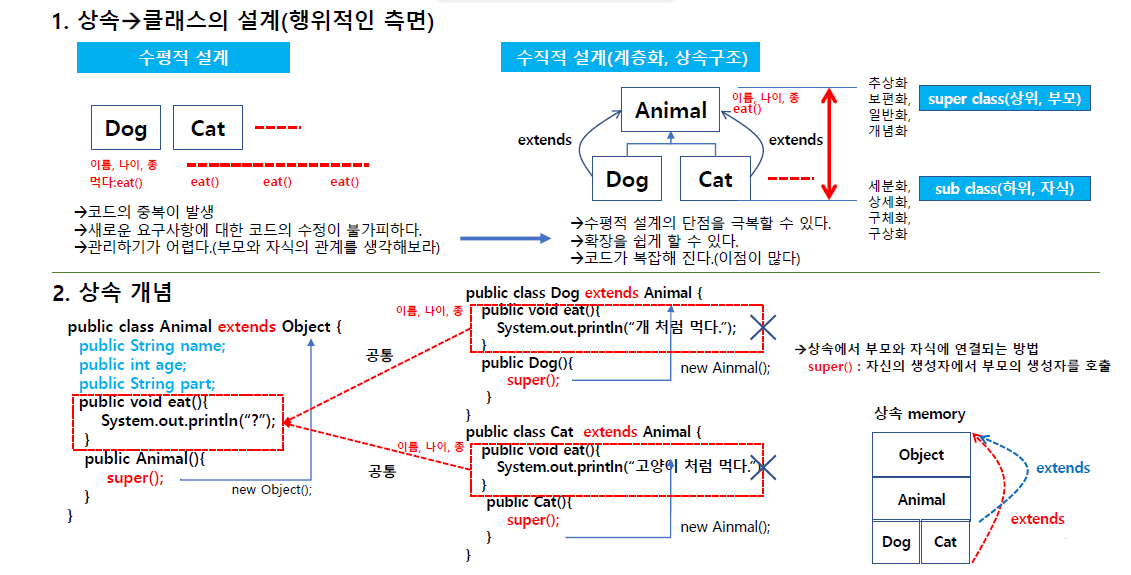 1. 상속→클래스의 설계(행위적인 측면)
수평적 설계
수직적 설계(계층화, 상속구조)
Dog
Cat
이름, 나이, 종
먹다:eat()
eat()
eat()
eat()
→코드의 중복이 발생
→새로운 요구사항에 대한 코드의 수정이 불가피하다.
→관리하기가 어렵다.(부모와 자식의 관계를 생각해보라)
Animal
이름, 나이, 종
eat()
extends
extends
Dog
Cat
추상화
보편화,
일반화,
개념화
super class(상위, 부모)
세분화,
상세화,
구체화,
구상화
sub class(하위, 자식)
→수평적 설계의 단점을 극복할 수 있다.
→확장을 쉽게 할 수 있다.
→코드가 복잡해 진다.(이점이 많다)
2. 상속 개념
public class Animal extends Object {
public String name;
public int age;
public String part;
public void eat(){
System.out.println(“?”);
}
public Animal(){
super();
}
}
new Object();
이름, 나이, 종
공통
public class Dog extends Animal {
public void eat(){
System.out.println(“개 처럼 먹다.”);
}
public Dog(){
super();
}
}
new Ainmal();
이름, 나이, 종
공통
public class Cat extends Animal {
public void eat(){
System.out.println(“고양이 처럼 먹다.”)
}
public Cat(){
super();
}
}
new Ainmal();
→상속에서 부모와 자식에 연결되는 방법
super() : 자신의 생성자에서 부모의 생성자를 호출
상속 memory
Object
Animal
Dog
Cat
extends
extends